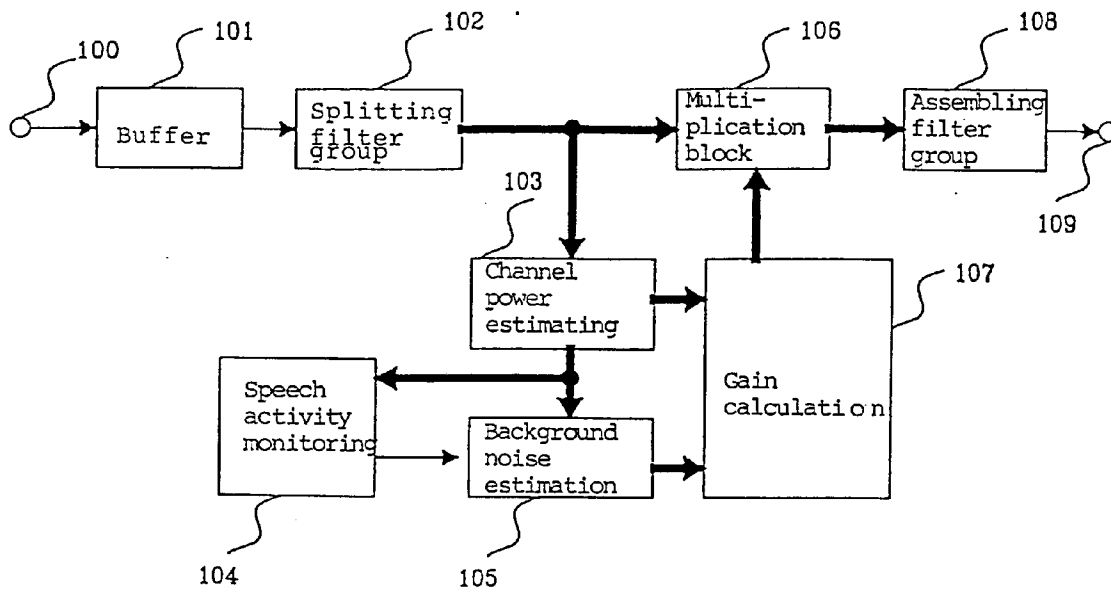 100
101
102
106
108
Buffer
Splitting
filter
group
Multi-
plication
block
Assembling
filter
group
109
103
Channel
power
estimating
107
Gain
calculation
Speech
activity
monitoring
Background
noise
estimation
104
105